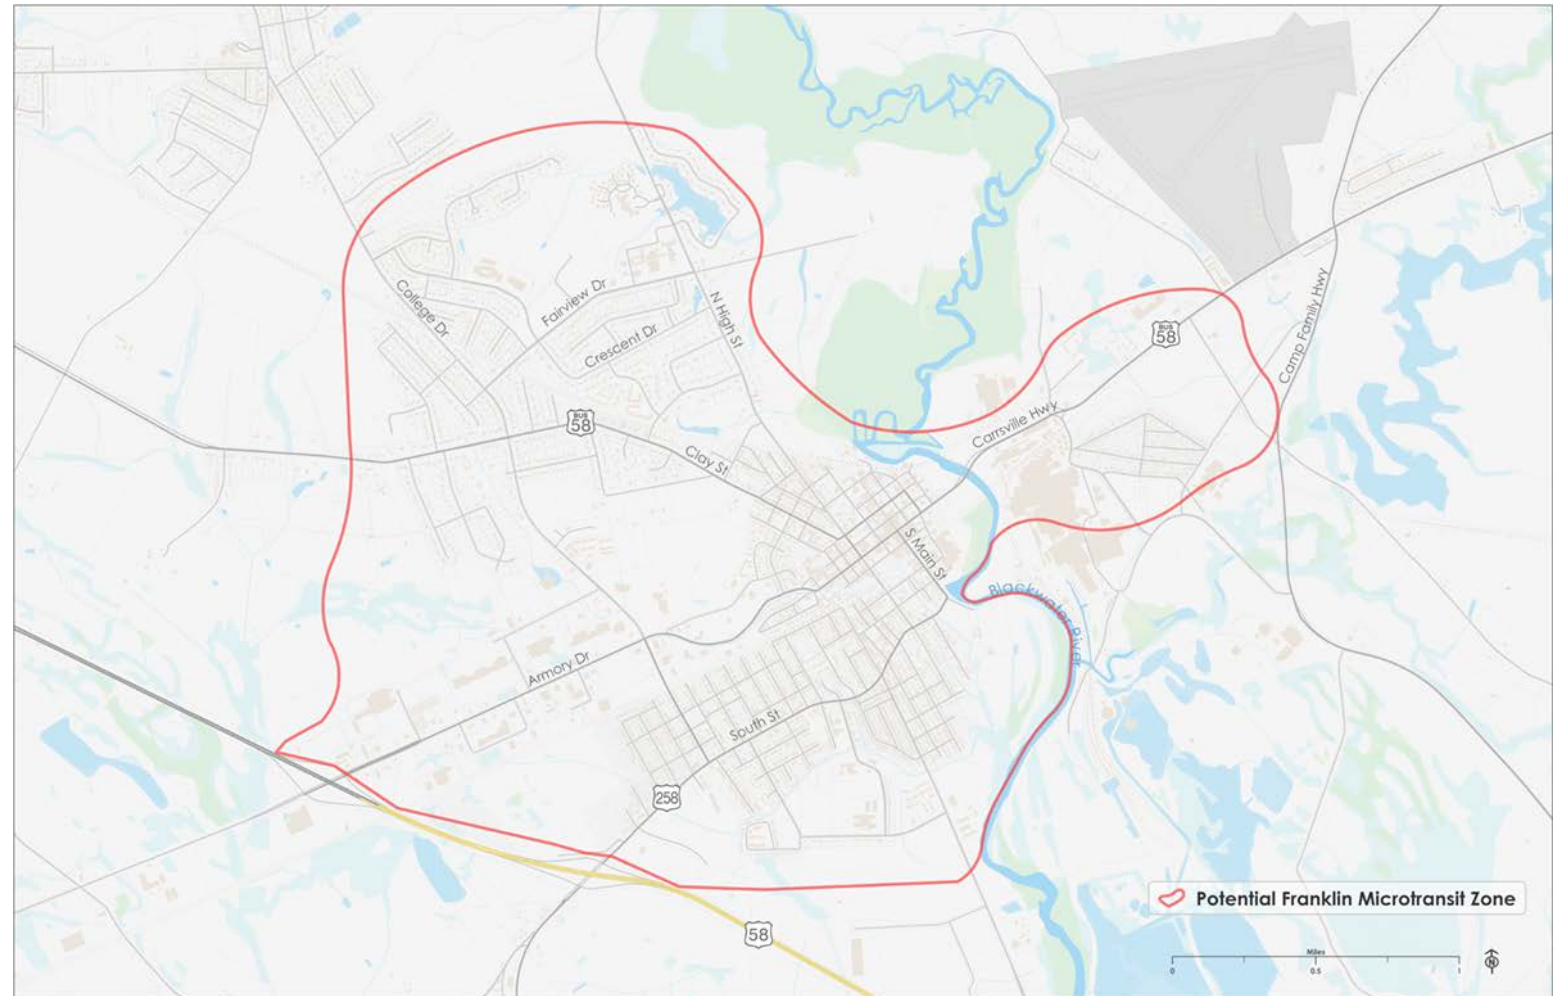 College Dr
Fairview Dr
Crescent Dr
N High St
BUS
58
Camp Family Hwy
BUS
58
Clay St
Carrsville Hwy
S Main St
Blackwater River
Armory Dr
South St
258
58
Potential Franklin Microtransit Zone
Miles
0
0.5
1
N